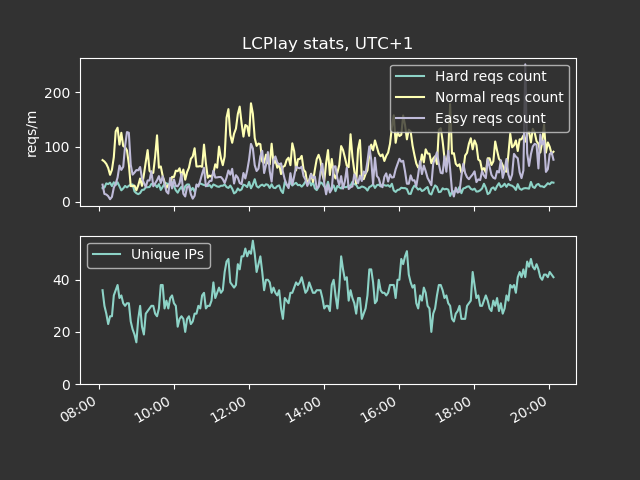 LCPlay stats, UTC+1
reqs/m
200
100
0
Hard reqs count
Normal reqs count
Easy reqs count
Unique IPs
40
20
0
08:00
10:00
12:00
14:00
16:00
18:00
20:00